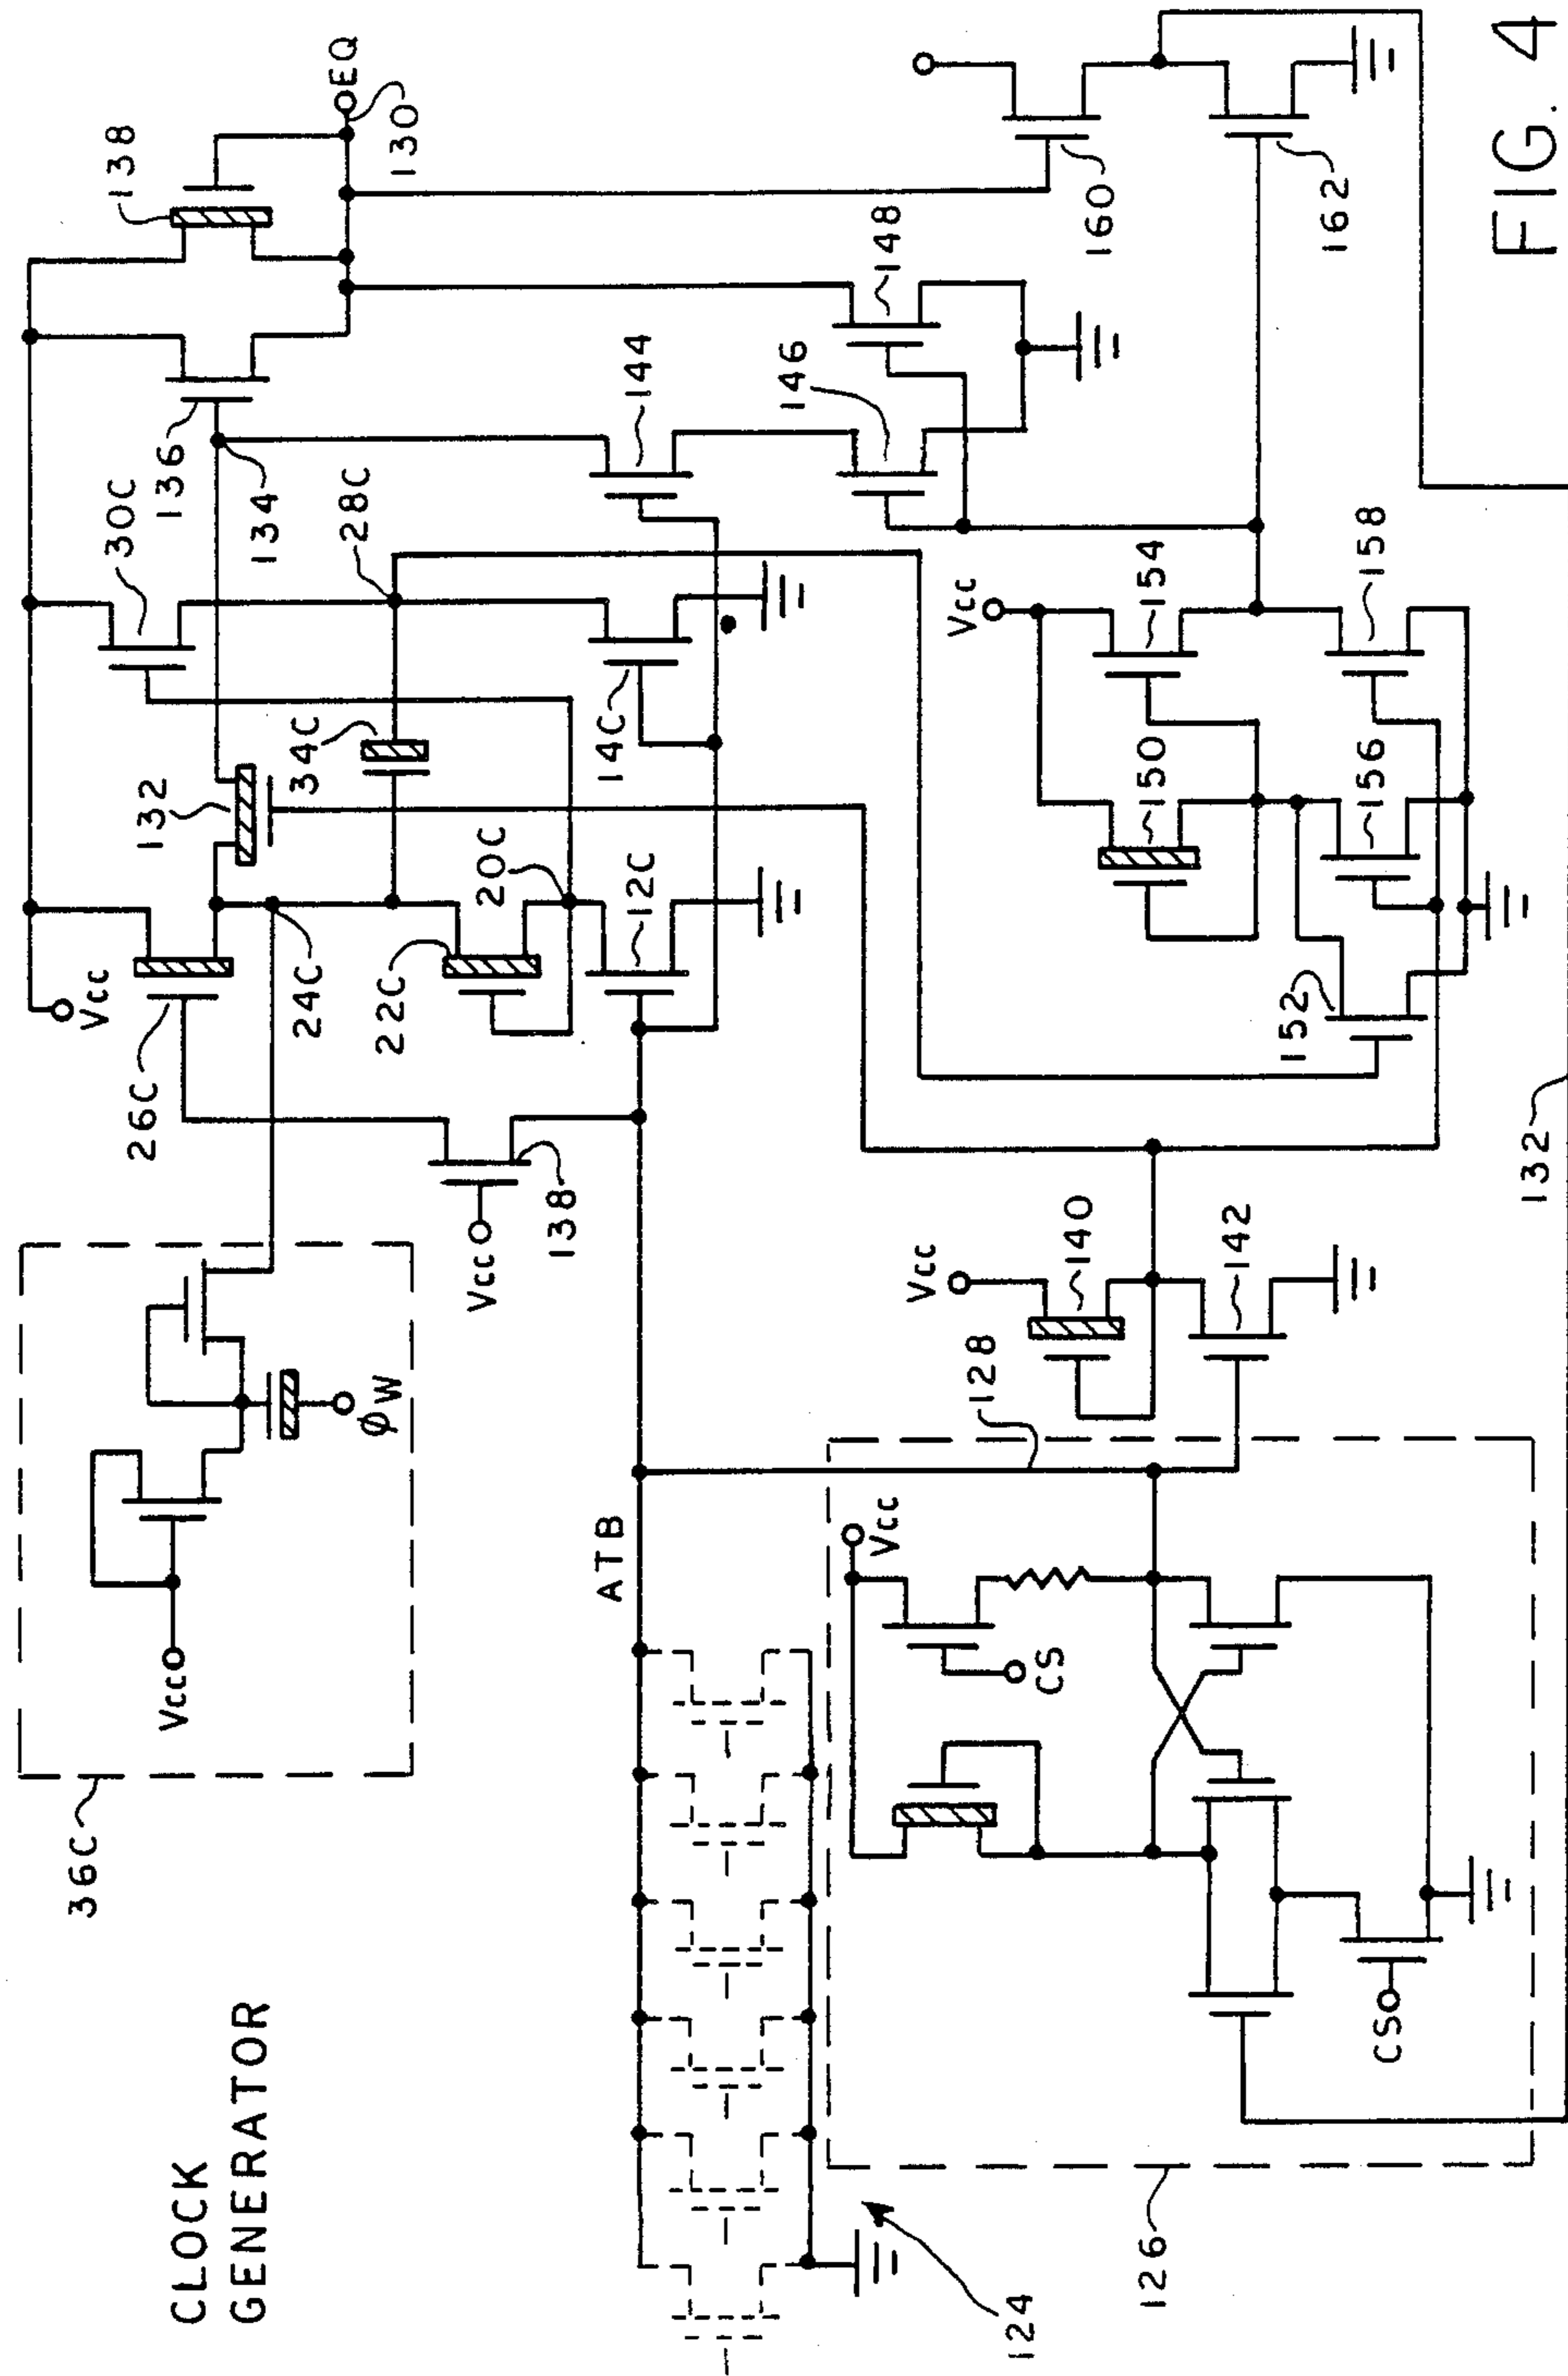 CLOCK
GENERATOR
36C
Vcc
ϕW
26C
Vcc
24C
22C
20C
12C
132
34C
30C
28C
14C
136
134
138
EQ
130
144
146
148
Vcc
138
ATB
124
126
128
Vcc
CS
CS
Vcc
140
142
Vcc
150
154
152
156
158
160
162
132
FIG. 4